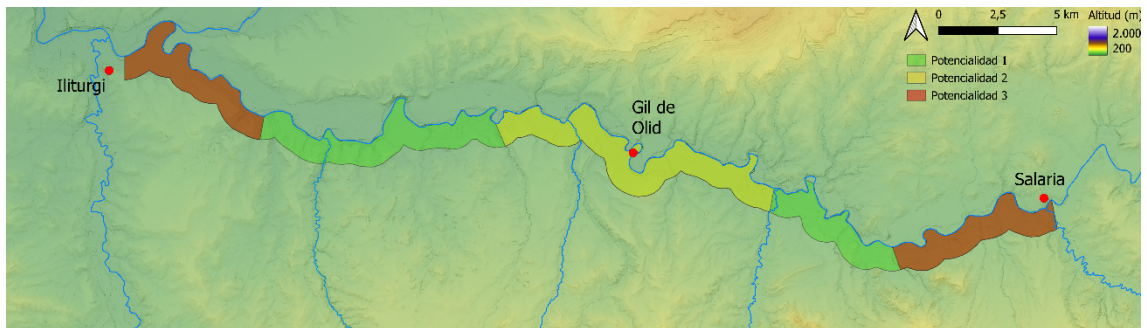 0 2,5 5 km
Altitud (m)
2.000
200
Potencialidad 1
Potencialidad 2
Potencialidad 3
Iliturgi
Gil de
Olid
Salaria